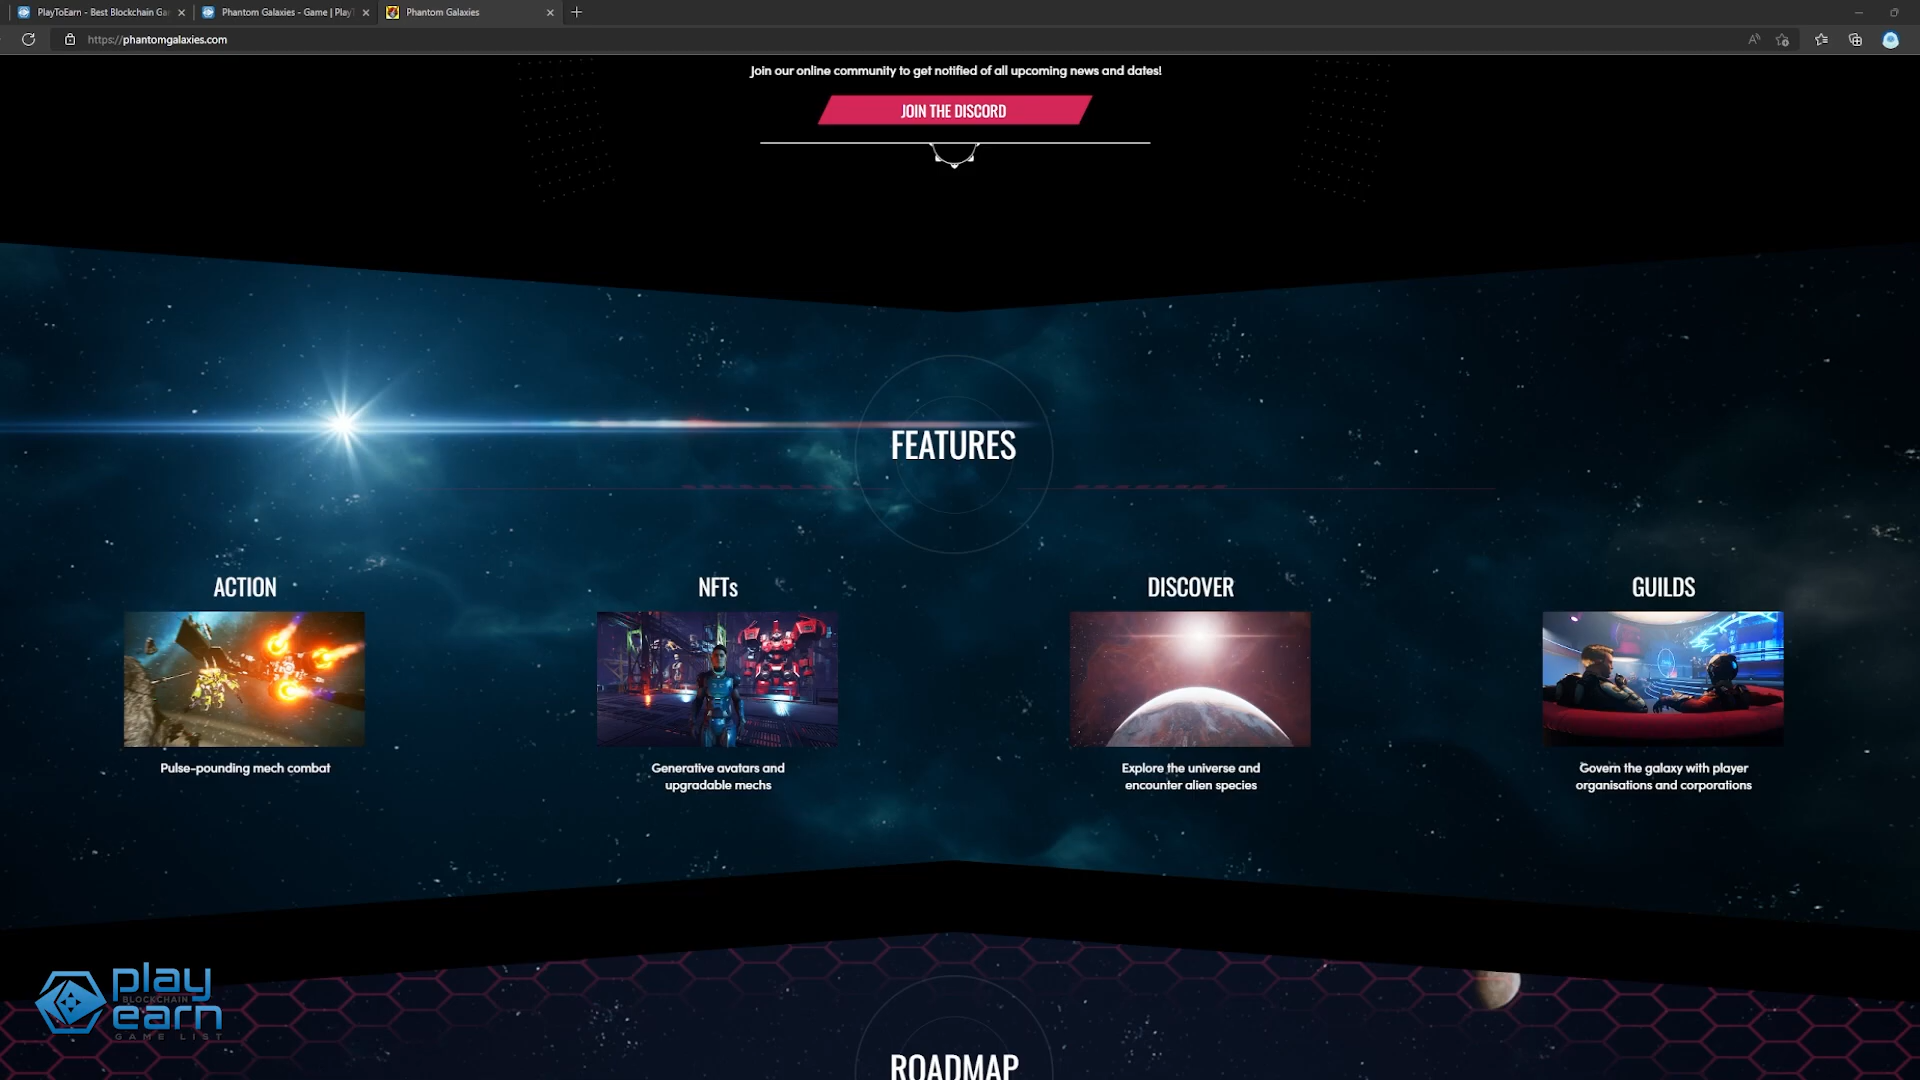 PlayToEarn - Best Blockchain Ga
Phantom Galaxies - Game | Play
Phantom Galaxies
https://phantomgalaxies.com
Join our online community to get notified of all upcoming news and dates!
JOIN THE DISCORD
FEATURES
ACTION
NFTs
DISCOVER
GUILDS
Pulse-pounding mech combat
Generative avatars and
upgradable mechs
Explore the universe and
encounter alien species
Govern the galaxy with player
organisations and corporations
play
BLOCKCHAIN
earn
GAME LIST
ROADMAP